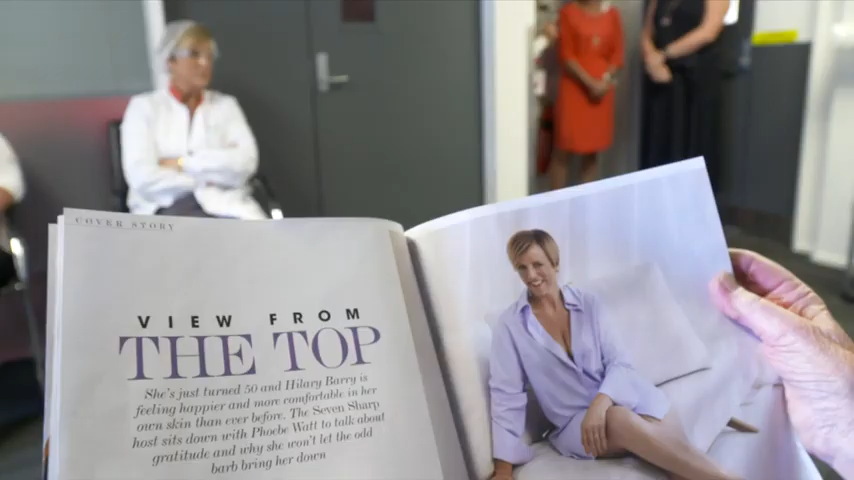 COVER STORY
VIEW FROM
THE TOP
She's just turned 50 and Hilary Barry is
feeling happier and more comfortable in her
own skin than ever before. The Seven Sharp
host sits down with Phoebe Watt to talk about
gratitude and why she won't let the odd
barb bring her down